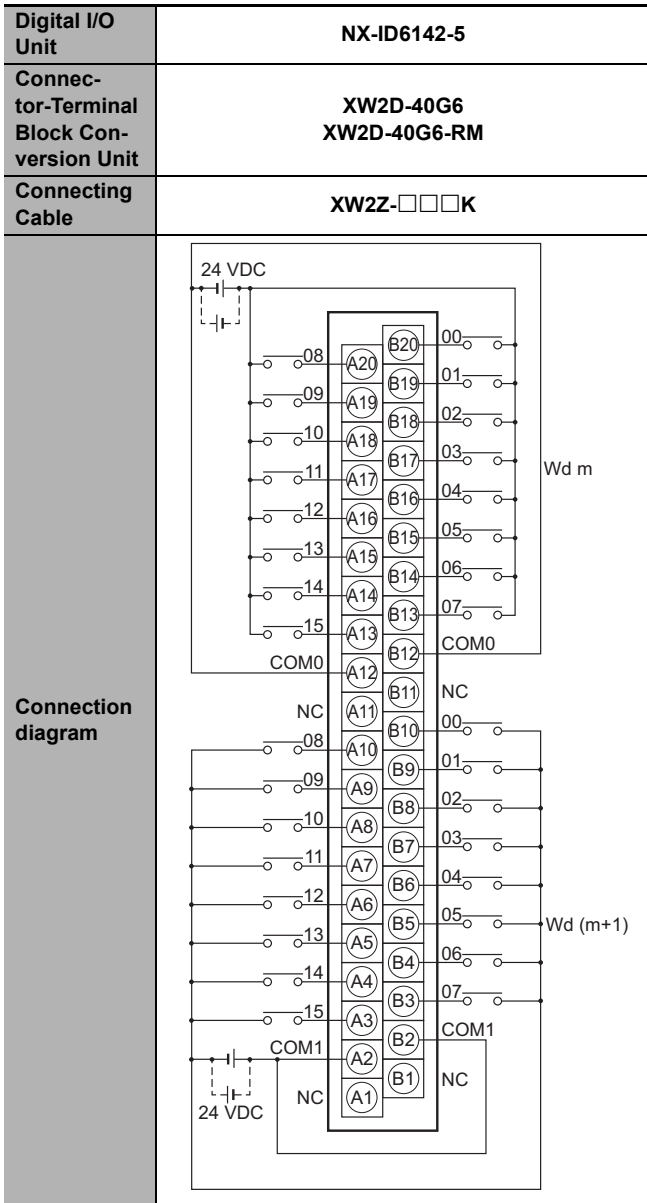 Digital I/O
Unit
NX-ID6142-5
Connec-
tor-Terminal
Block Con-
version Unit
XW2D-40G6
XW2D-40G6-RM
Connecting
Cable
XW2Z-□□□K
Connection
diagram
24 VDC
B20 00
08 A20
B19 01
09 A19
B18 02
10 A18
B17 03
Wd m
11 A17
B16 04
12 A16
B15 05
13 A15
B14 06
14 A14
B13 07
15 A13
B12 COM0
COM0 A12
B11 NC
NC A11
B10 00
08 A10
B9 01
09 A9
B8 02
10 A8
B7 03
11 A7
B6 04
12 A6
B5 05
Wd (m+1)
13 A5
B4 06
14 A4
B3 07
15 A3
B2 COM1
COM1 A2
B1 NC
NC A1
24 VDC